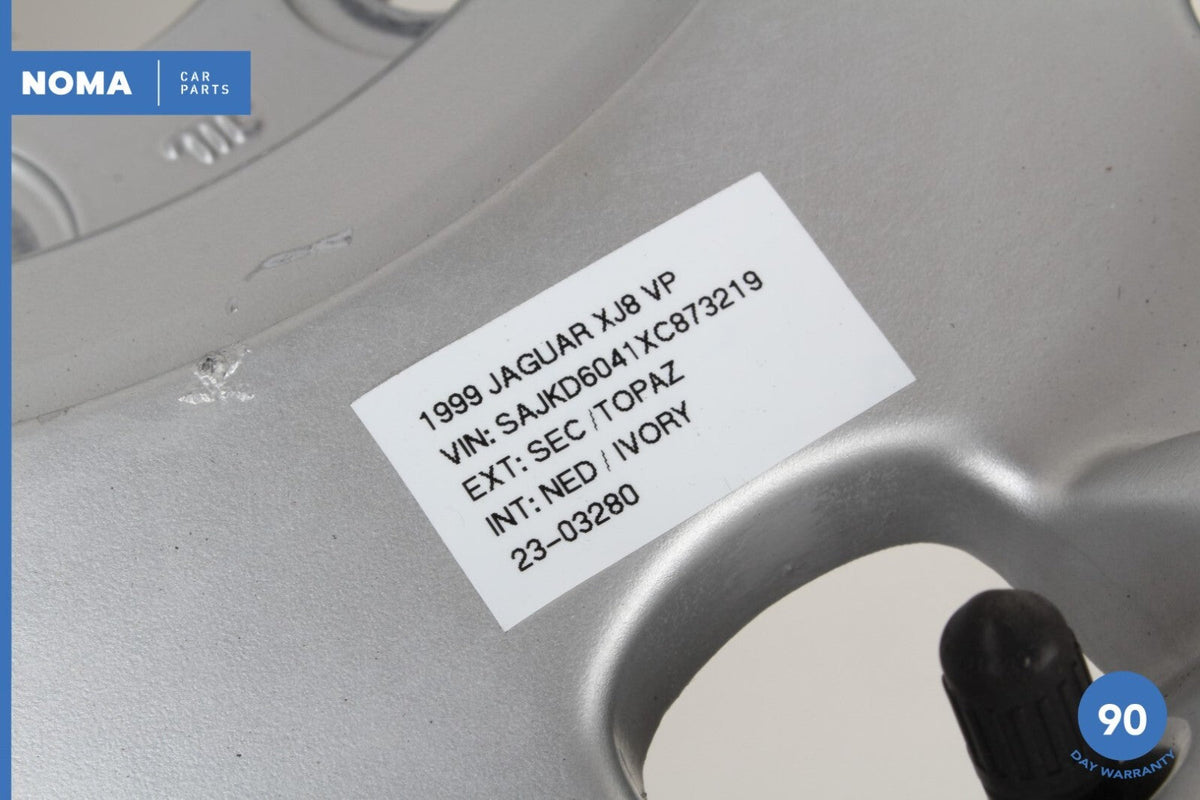 NOMA
CAR
PARTS
1999 JAGUAR XJ8 VP
VIN: SAJKD6041XC873219
EXT: SEC /TOPAZ
INT: NED / IVORY
23-03280
90
DAY WARRANTY